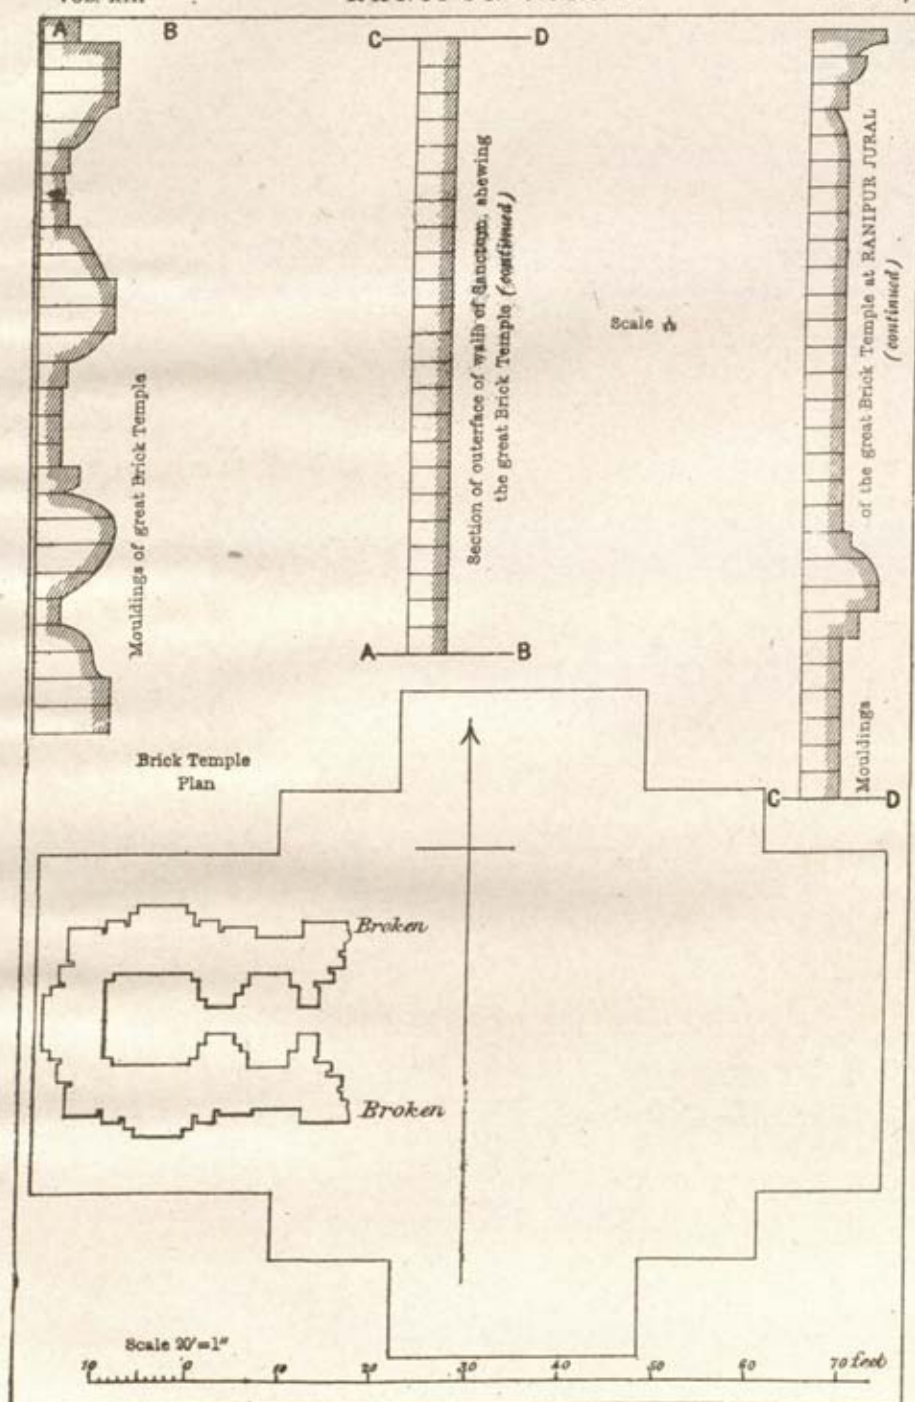 A B
C D
Mouldings of great Brick Temple
Section of outerface of walls of Sanctum, shewing
the great Brick Temple (continued)
Scale
Mouldings of the great Brick Temple at RANIPUR JURAL
(continued)
A B
C D
Brick Temple
Plan
Broken
Broken
Scale 20'=1"
10 0 10 20 30 40 50 60 70 feet